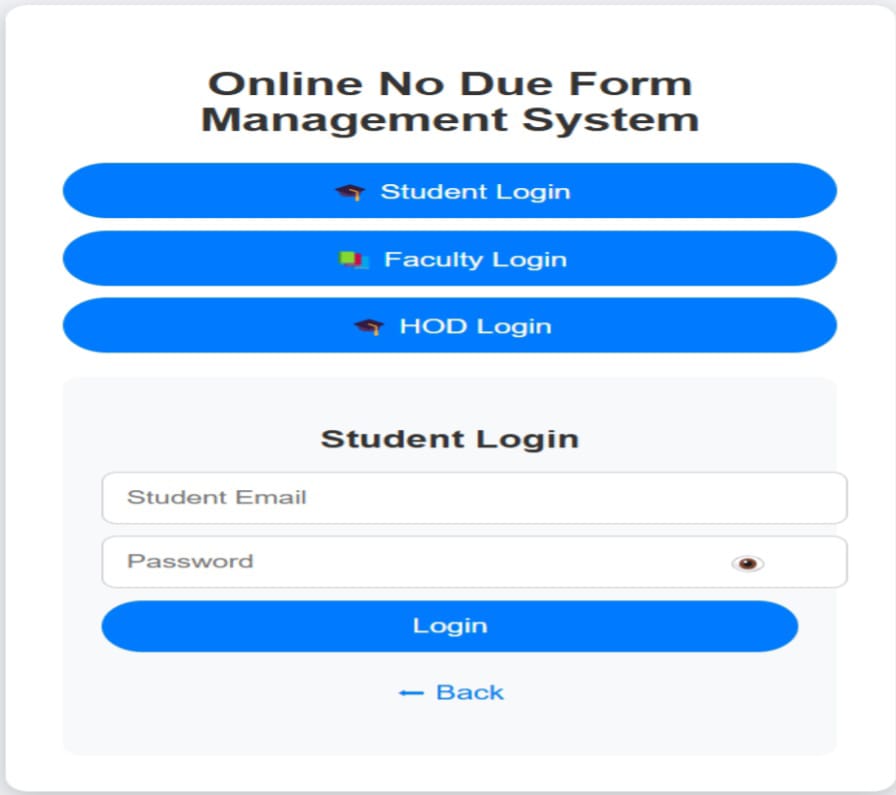 Online No Due Form
Management System
🎓 Student Login
📚 Faculty Login
🎓 HOD Login
Student Login
Student Email
Password
Login
← Back